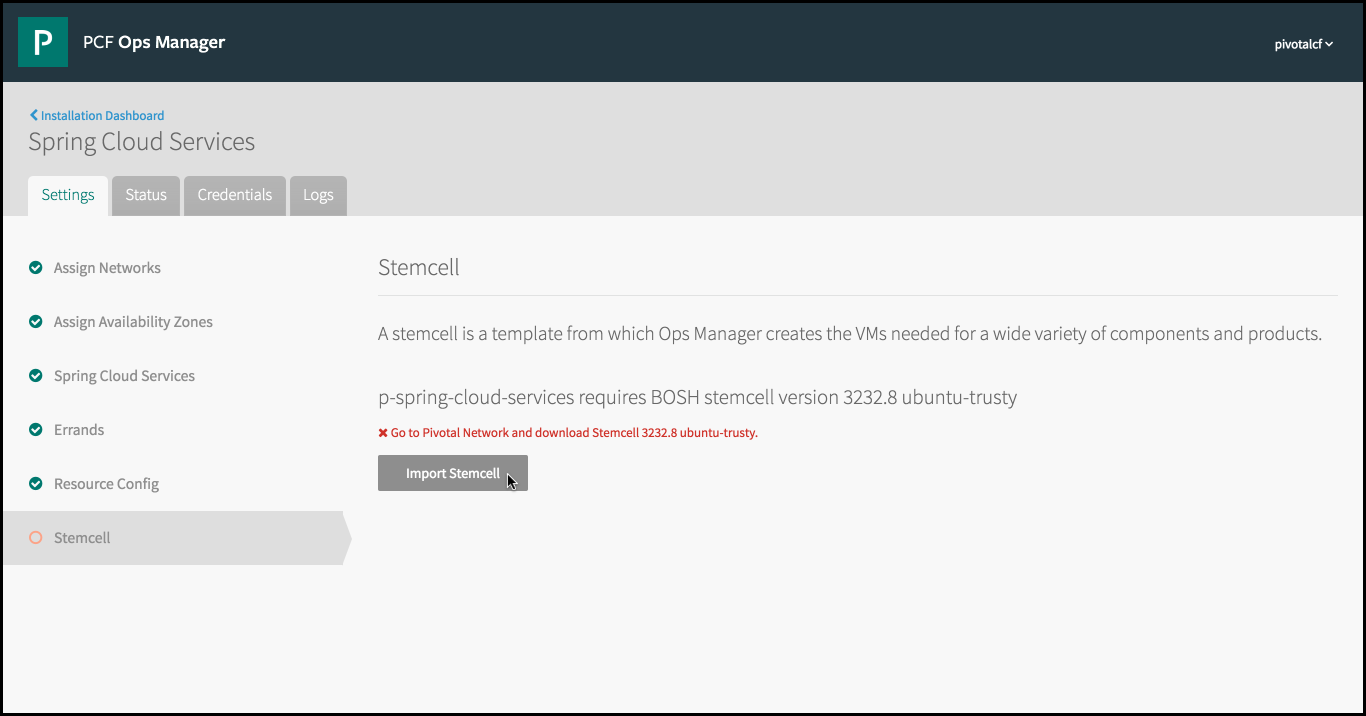 P
PCF Ops Manager
pivotalcf
Installation Dashboard
Spring Cloud Services
Settings
Status
Credentials
Logs
Assign Networks
Assign Availability Zones
Spring Cloud Services
Errands
Resource Config
Stemcell
Stemcell
A stemcell is a template from which Ops Manager creates the VMs needed for a wide variety of components and products.
p-spring-cloud-services requires BOSH stemcell version 3232.8 ubuntu-trusty
Go to Pivotal Network and download Stemcell 3232.8 ubuntu-trusty.
Import Stemcell